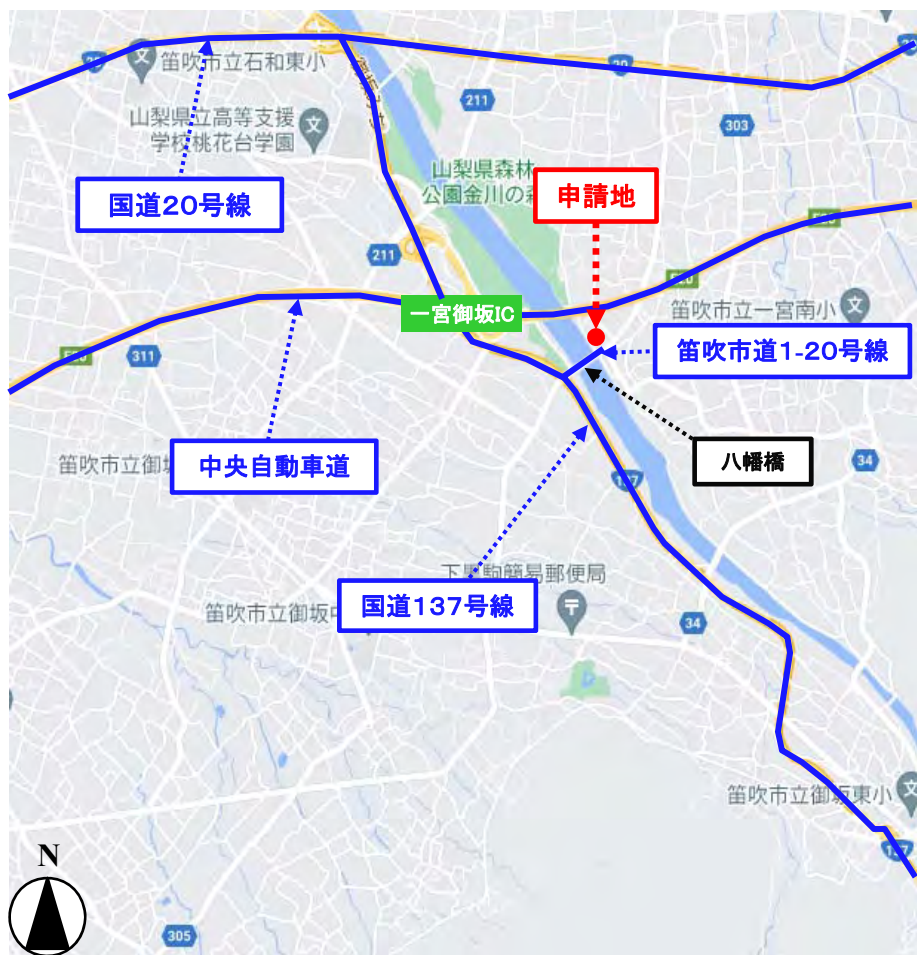 20
笛吹市立石和東小
211
山梨県立高等支援
学校桃花台学園
303
山梨県森林
公園金川の森
国道20号線
申請地
211
一宮御坂IC
笛吹市立一宮南小
笛吹市道1-20号線
311
中央自動車道
八幡橋
笛吹市立御坂
34
137
国道137号線
下黒駒簡易郵便局
笛吹市立御坂中
34
笛吹市立御坂東小
137
N
305